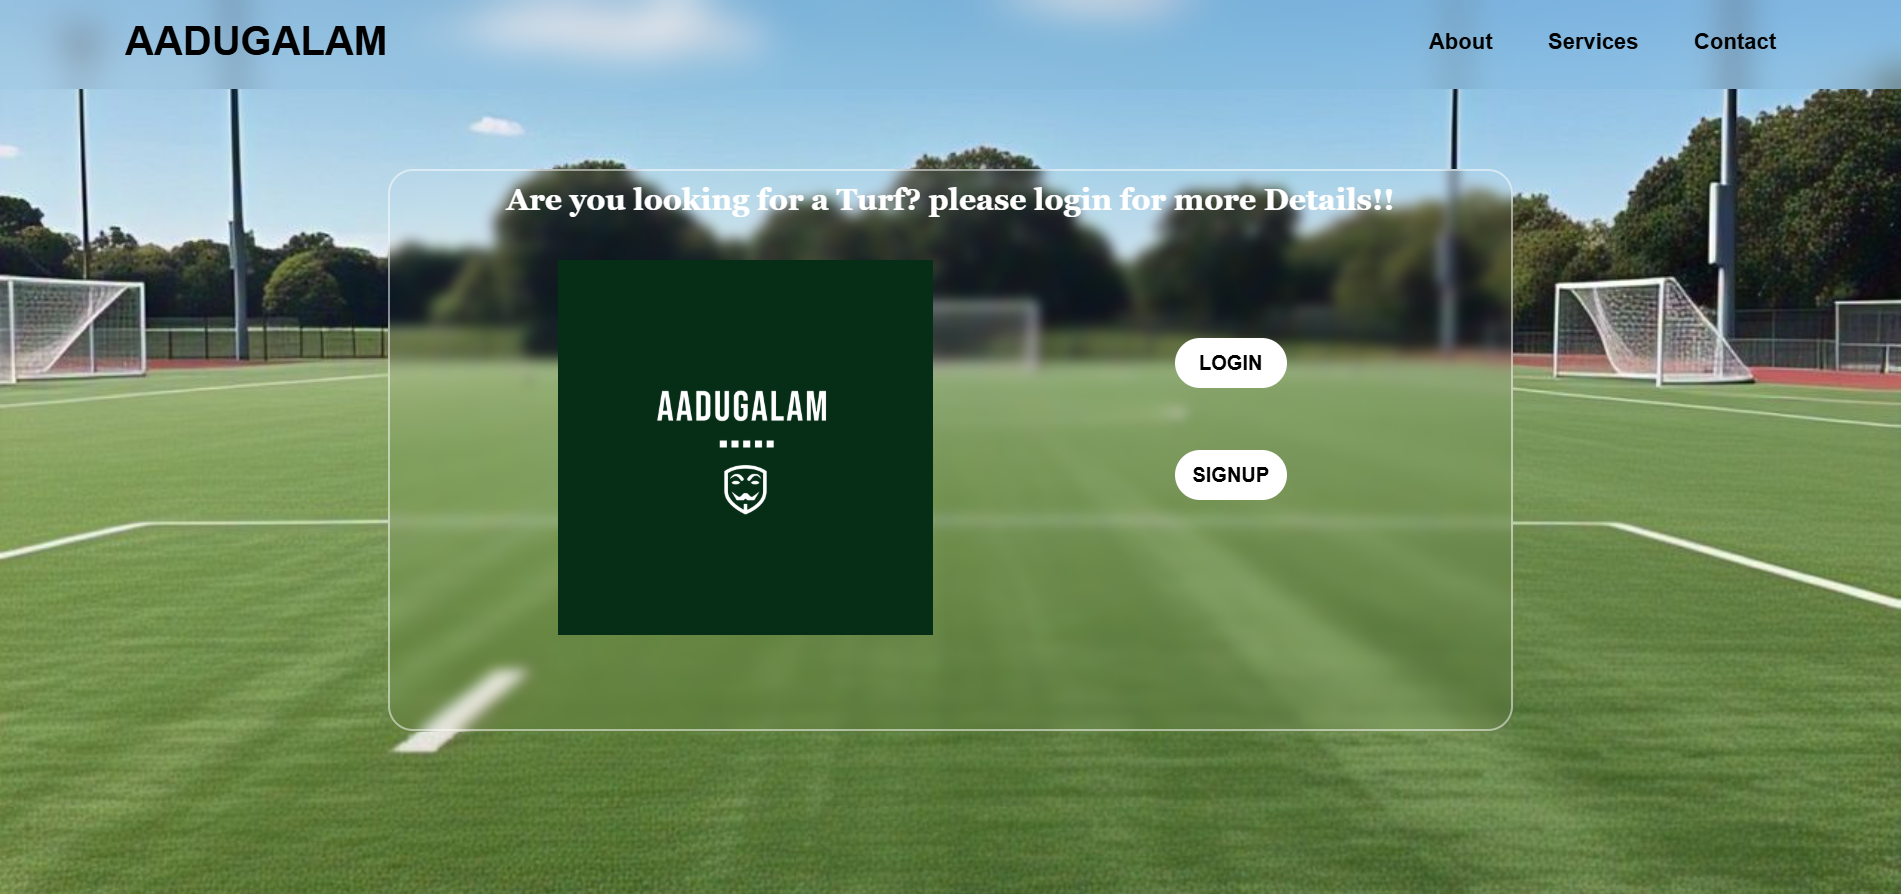 AADUGALAM
About Services Contact
Are you looking for a Turf? please login for more Details!!
AADUGALAM
LOGIN
SIGNUP